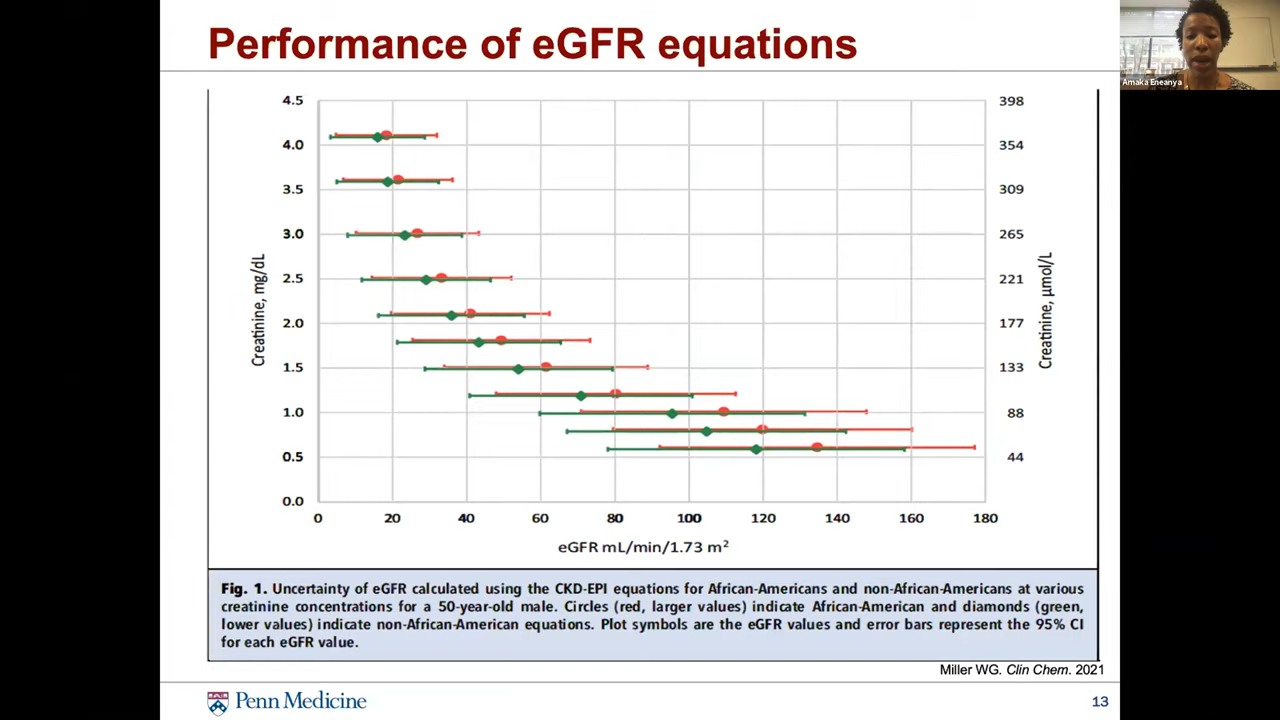 Performance of eGFR equations
Amaka Eneanya
4.5
4.0
3.5
3.0
2.5
2.0
1.5
1.0
0.5
0.0
Creatinine, mg/dL
398
354
309
265
221
177
133
88
44
Creatinine, µmol/L
0 20 40 60 80 100 120 140 160 180
eGFR mL/min/1.73 m²
Fig. 1. Uncertainty of eGFR calculated using the CKD-EPI equations for African-Americans and non-African-Americans at various
creatinine concentrations for a 50-year-old male. Circles (red, larger values) indicate African-American and diamonds (green,
lower values) indicate non-African-American equations. Plot symbols are the eGFR values and error bars represent the 95% CI
for each eGFR value.
Miller WG. Clin Chem. 2021
Penn Medicine
13